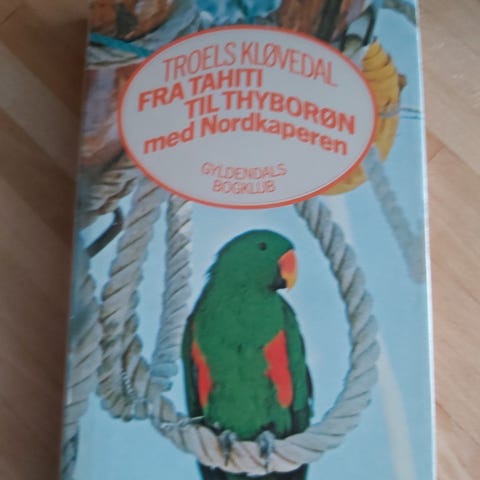 TROELS KLØVEDAL
FRA TAHITI
TIL THYBORØN
med Nordkaperen
GYLDENDALS
BOGKLUB